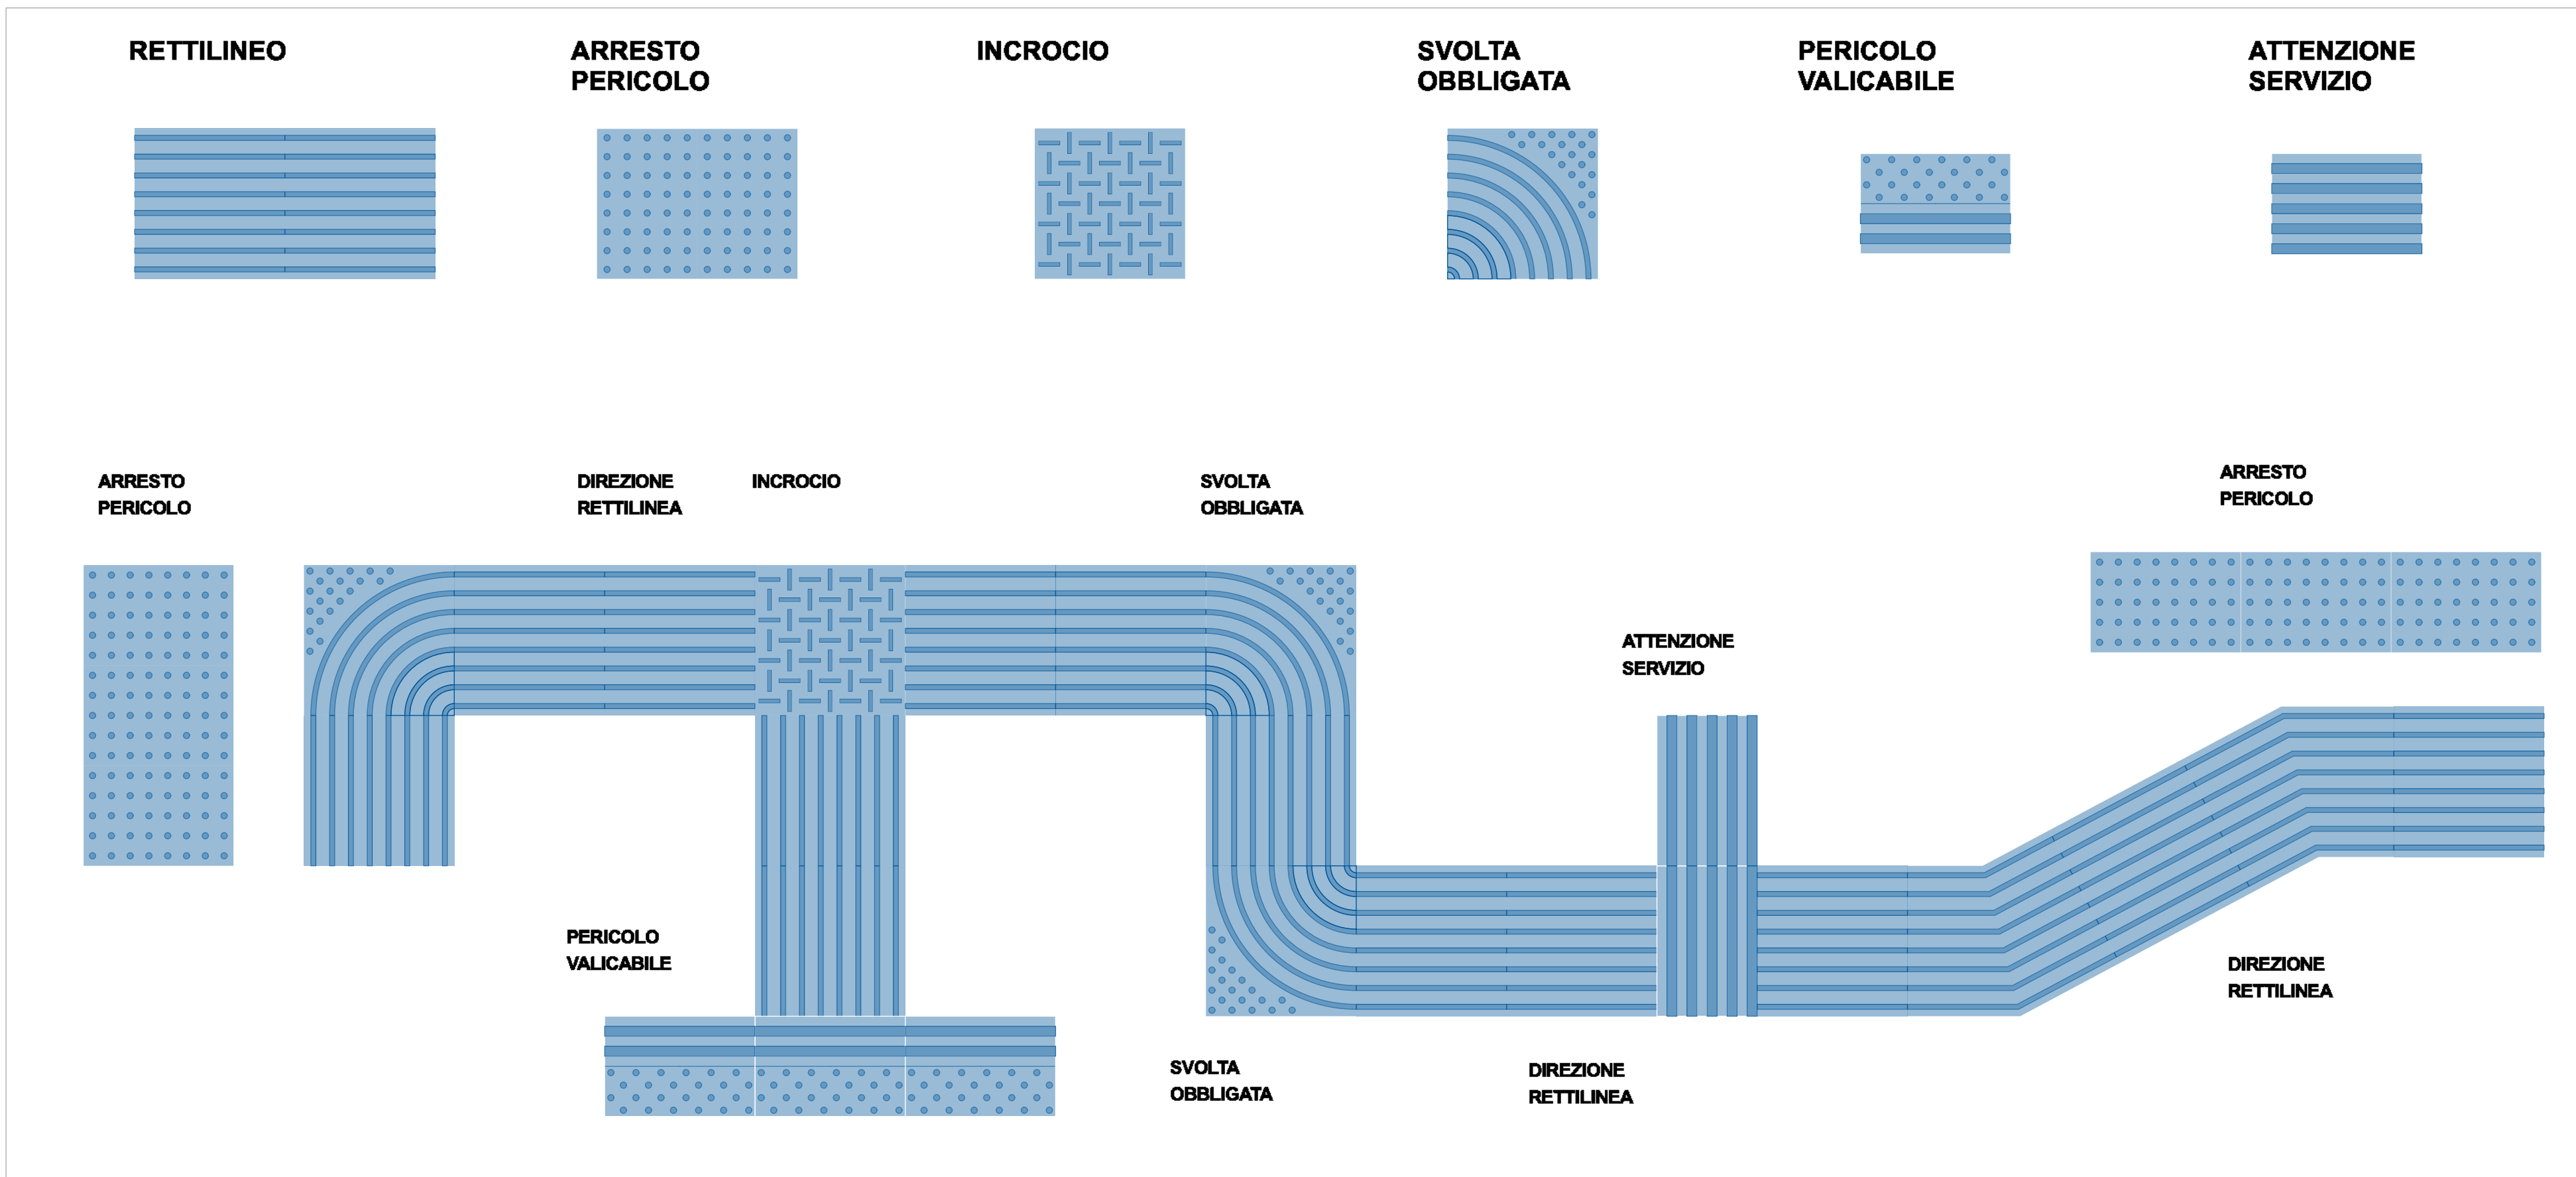 RETTILINEO
ARRESTO
PERICOLO
INCROCIO
SVOLTA
OBBLIGATA
PERICOLO
VALICABILE
ATTENZIONE
SERVIZIO
ARRESTO
PERICOLO
DIREZIONE
RETTILINEA
INCROCIO
SVOLTA
OBBLIGATA
ARRESTO
PERICOLO
ATTENZIONE
SERVIZIO
PERICOLO
VALICABILE
DIREZIONE
RETTILINEA
SVOLTA
OBBLIGATA
DIREZIONE
RETTILINEA